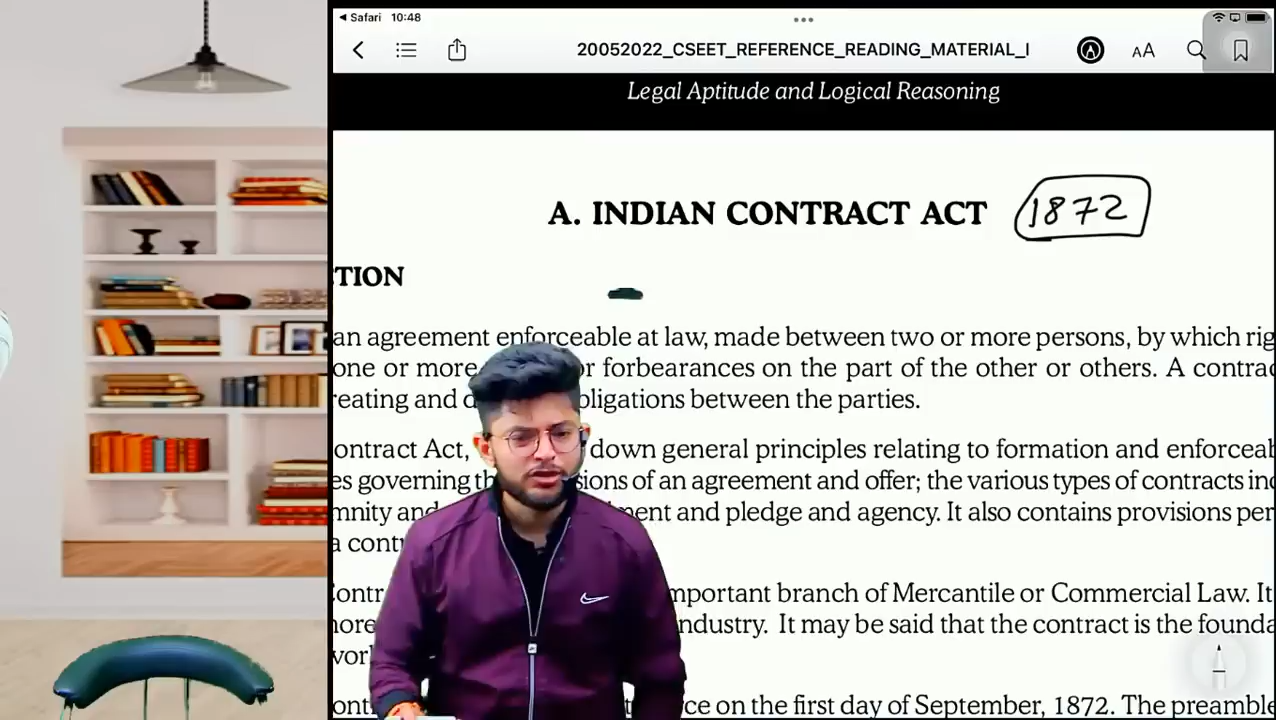 Safari 10:48
20052022_CSEET_REFERENCE_READING_MATERIAL_I
AA
Legal Aptitude and Logical Reasoning
A. INDIAN CONTRACT ACT 1872
TION
an agreement enforceable at law, made between two or more persons, by which rig
one or more or forbearances on the part of the other or others. A contrac
reating and bligations between the parties.
ontract Act, down general principles relating to formation and enforceab
es governing th sions of an agreement and offer; the various types of contracts inc
mnity and ment and pledge and agency. It also contains provisions per
a contr
Contr mportant branch of Mercantile or Commercial Law. It
ore ndustry. It may be said that the contract is the founda
worl
ont ce on the first day of September, 1872. The preamble